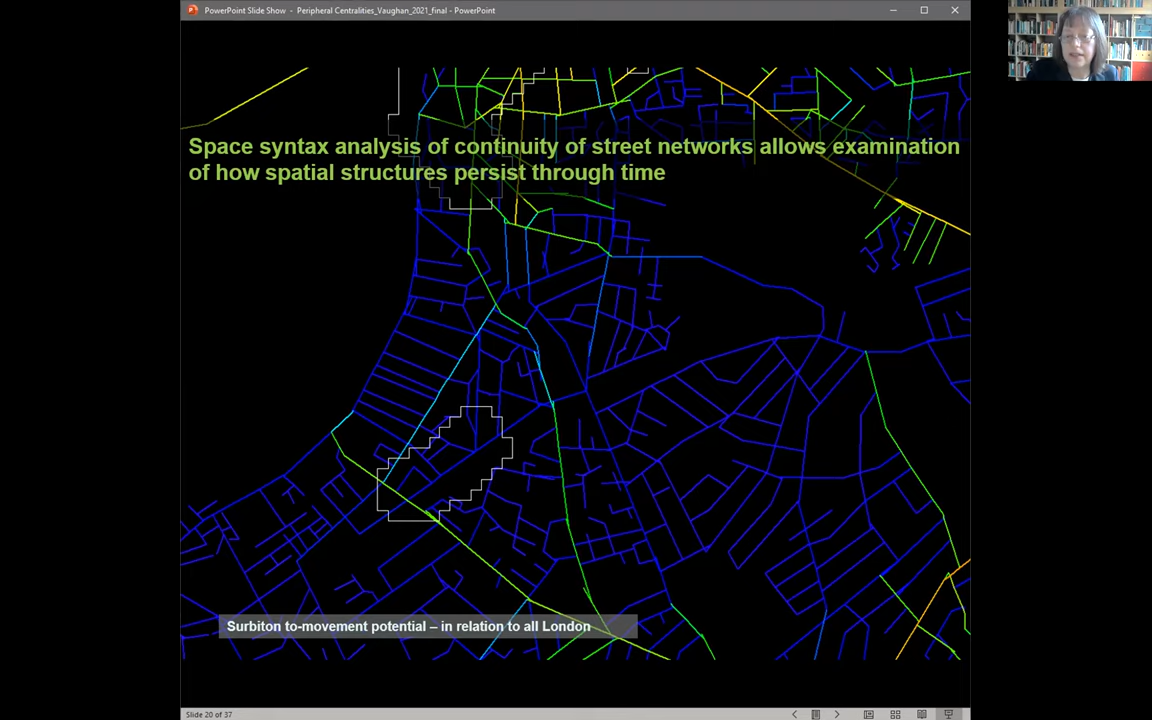 PowerPoint Slide Show - Peripheral Centralities_Vaughan_2021_final - PowerPoint
Space syntax analysis of continuity of street networks allows examination
of how spatial structures persist through time
Surbiton to-movement potential – in relation to all London
Slide 20 of 37